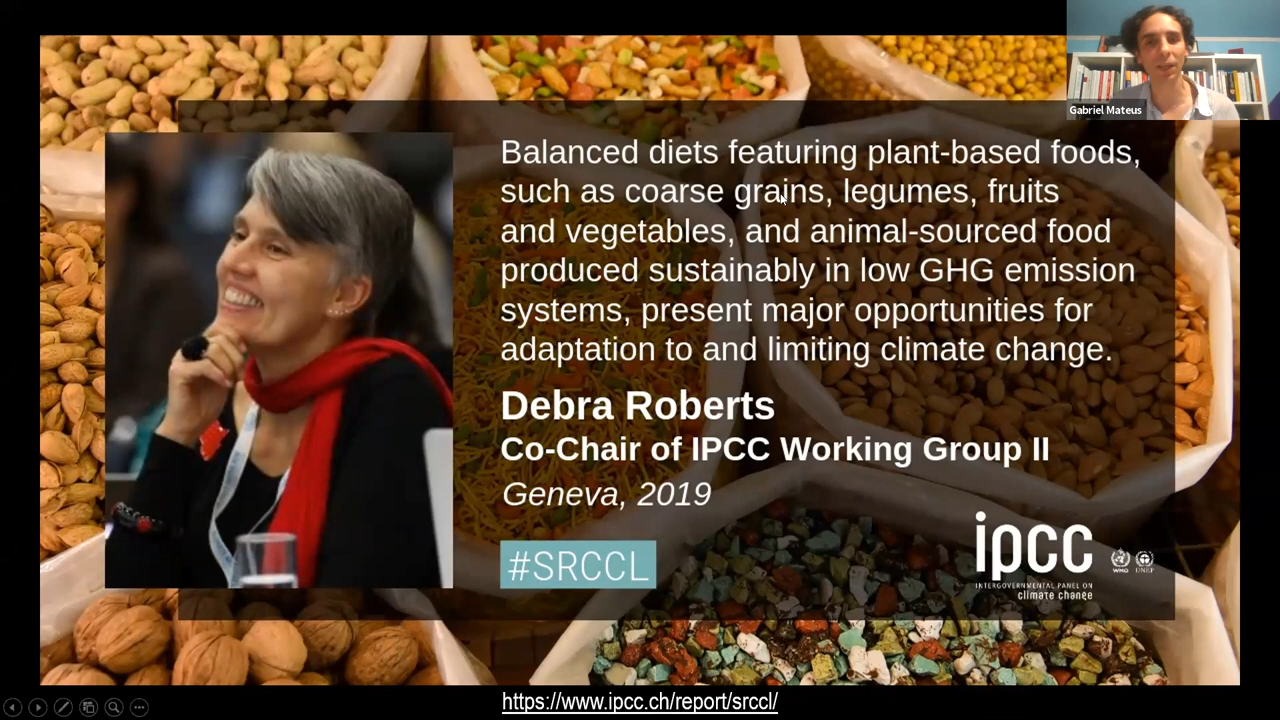 Gabriel Mateus
Balanced diets featuring plant-based foods,
such as coarse grains, legumes, fruits
and vegetables, and animal-sourced food
produced sustainably in low GHG emission
systems, present major opportunities for
adaptation to and limiting climate change.
Debra Roberts
Co-Chair of IPCC Working Group II
Geneva, 2019
#SRCCL
ipcc
INTERGOVERNMENTAL PANEL ON
climate change
WMO UNEP
https://www.ipcc.ch/report/srccl/